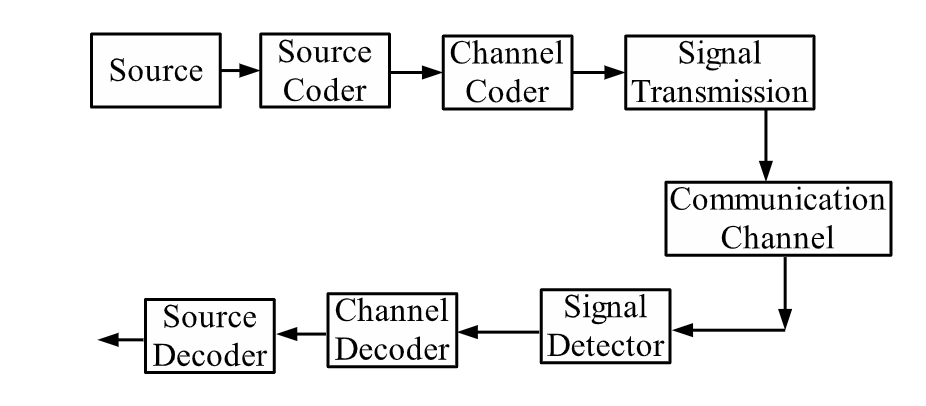 Source
Source
Coder
Channel
Coder
Signal
Transmission
Communication
Channel
Signal
Detector
Channel
Decoder
Source
Decoder